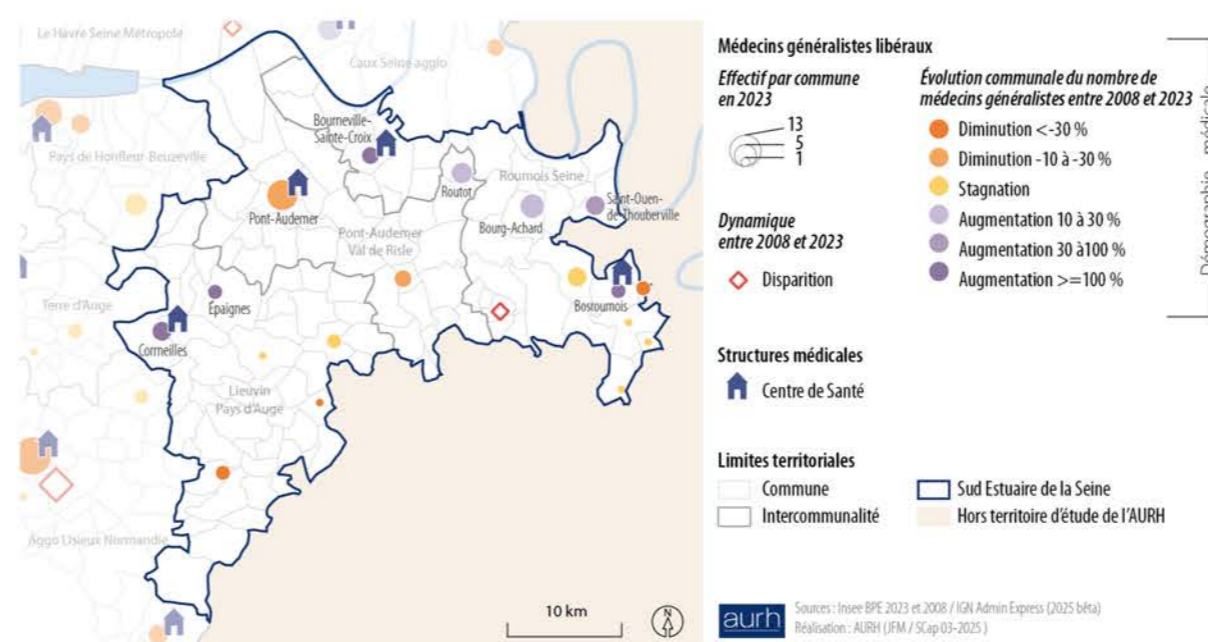 Le Havre Seine Métropole
Caux Seine agglo
Bourneville-
Sainte-Croix
Pays de Honfleur-Beuzeville
Roumois Seine
Routot
Saint-Ouen-
de-Thouberville
Pont-Audemer
Bourg-Achard
Pont-Audemer
Val de Risle
Terre d'Auge
Épaignes
Bosroumois
Cormeilles
Lieuvin
Pays d'Auge
Agglo Lisieux Normandie
10 km
N
Médecins généralistes libéraux
Effectif par commune
en 2023
13
5
1
Évolution communale du nombre de
médecins généralistes entre 2008 et 2023
Diminution <-30 %
Diminution -10 à -30 %
Stagnation
Augmentation 10 à 30 %
Augmentation 30 à100 %
Augmentation >=100 %
Dynamique
entre 2008 et 2023
Disparition
Structures médicales
Centre de Santé
Limites territoriales
Commune
Intercommunalité
Sud Estuaire de la Seine
Hors territoire d'étude de l'AURH
aurh
Sources : Insee BPE 2023 et 2008 / IGN Admin Express (2025 bêta)
Réalisation : AURH (JFM / SCap 03-2025 )